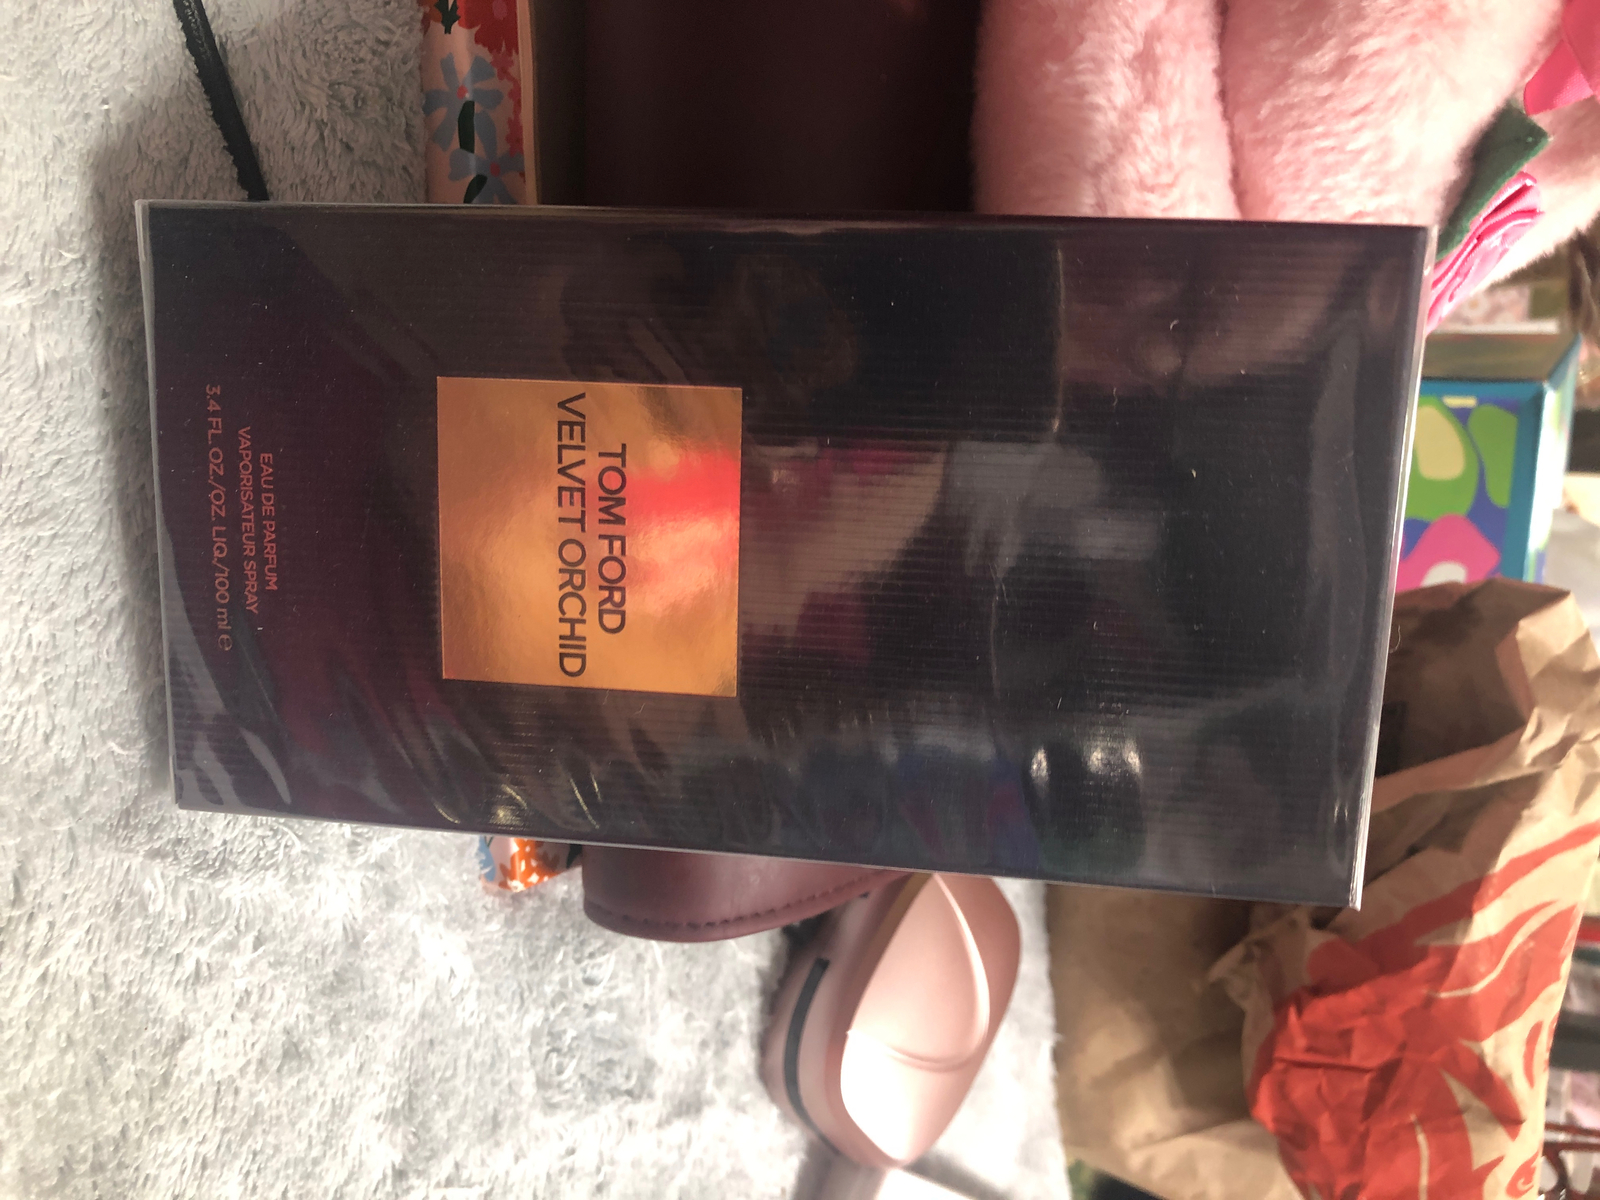 TOM FORD
VELVET ORCHID
EAU DE PARFUM
VAPORISATEUR SPRAY
3.4 FL. OZ./OZ. LIQ./100 ml ℮